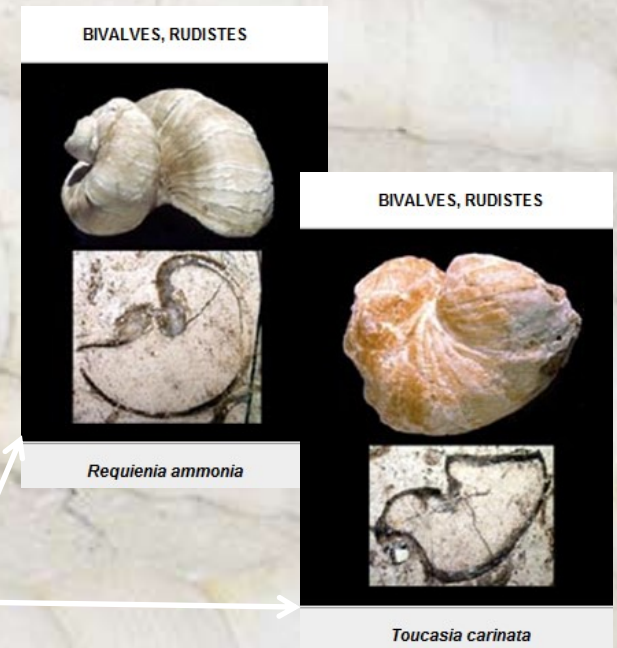 BIVALVES, RUDISTES
Requienia ammonia
BIVALVES, RUDISTES
Toucasia carinata